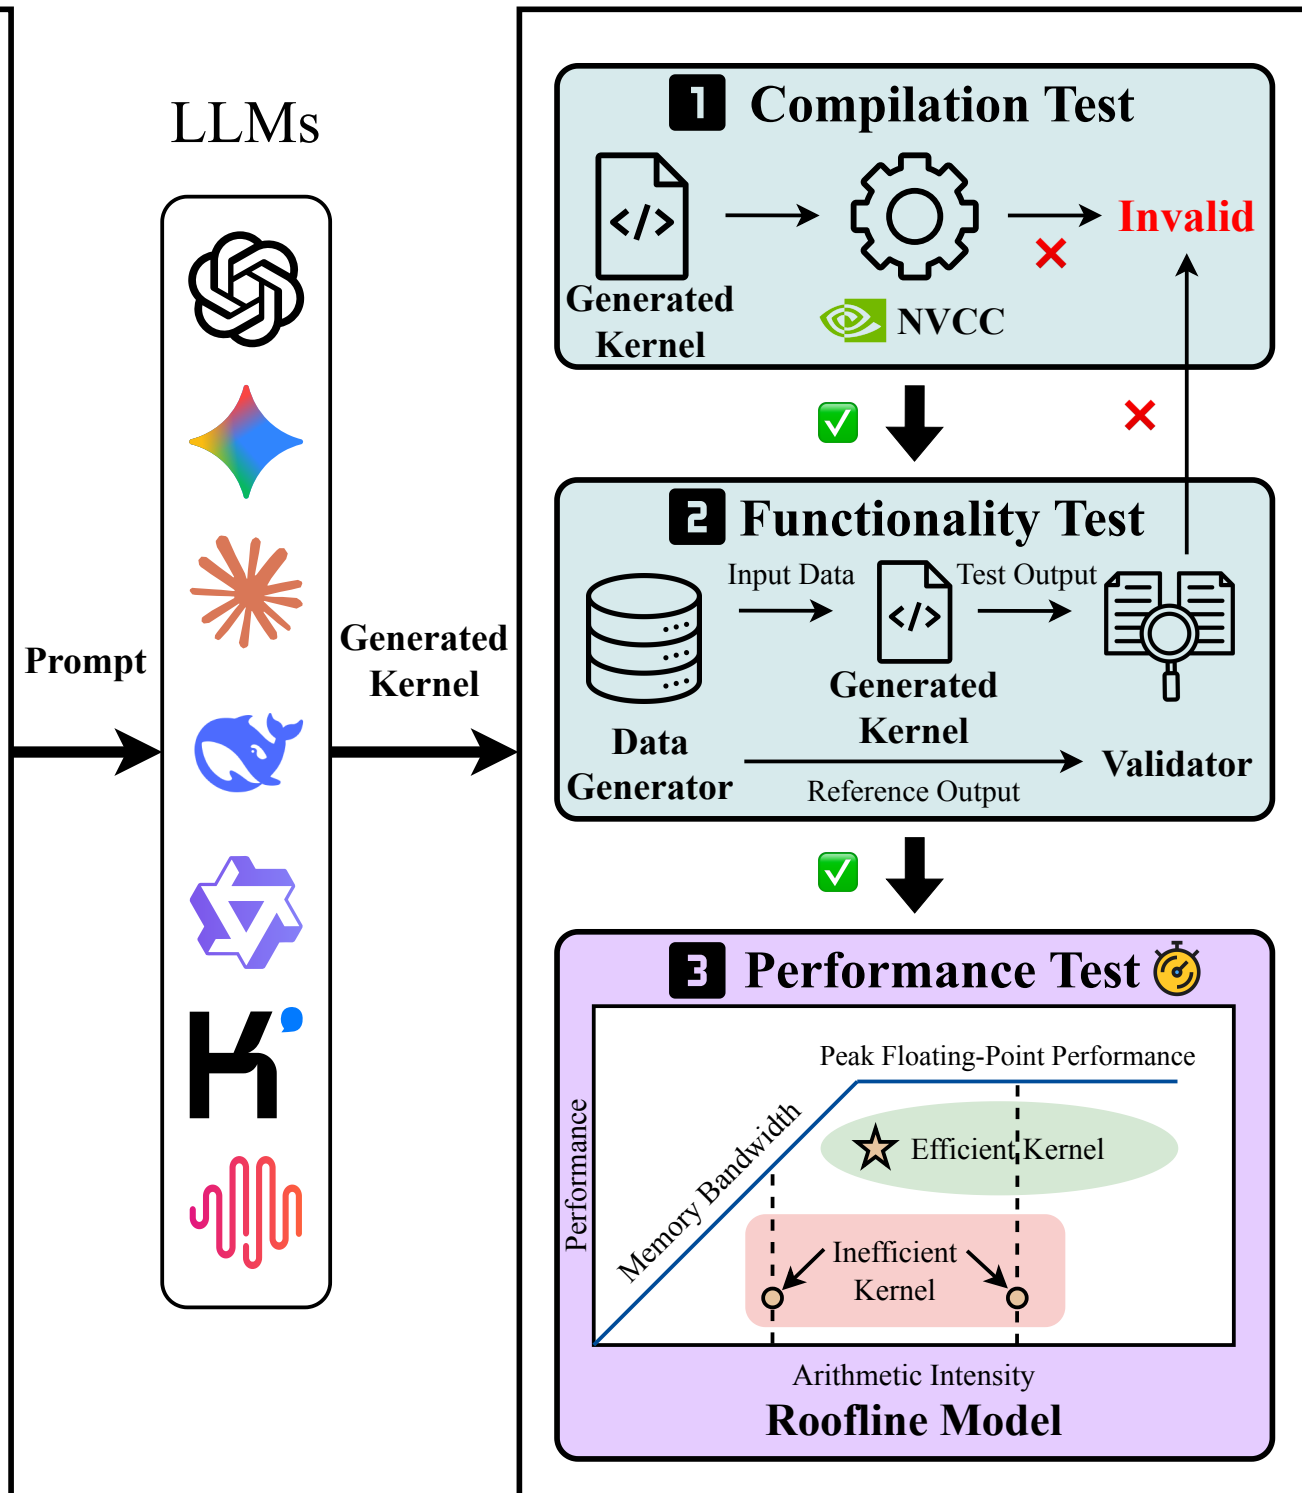 LLMs
Prompt
Generated
Kernel
1 Compilation Test
</>
Generated
Kernel
NVCC
Invalid
2 Functionality Test
Input Data
</>
Test Output
Generated
Kernel
Data
Generator
Validator
Reference Output
3 Performance Test
Peak Floating-Point Performance
Performance
Memory Bandwidth
Efficient Kernel
Inefficient
Kernel
Arithmetic Intensity
Roofline Model